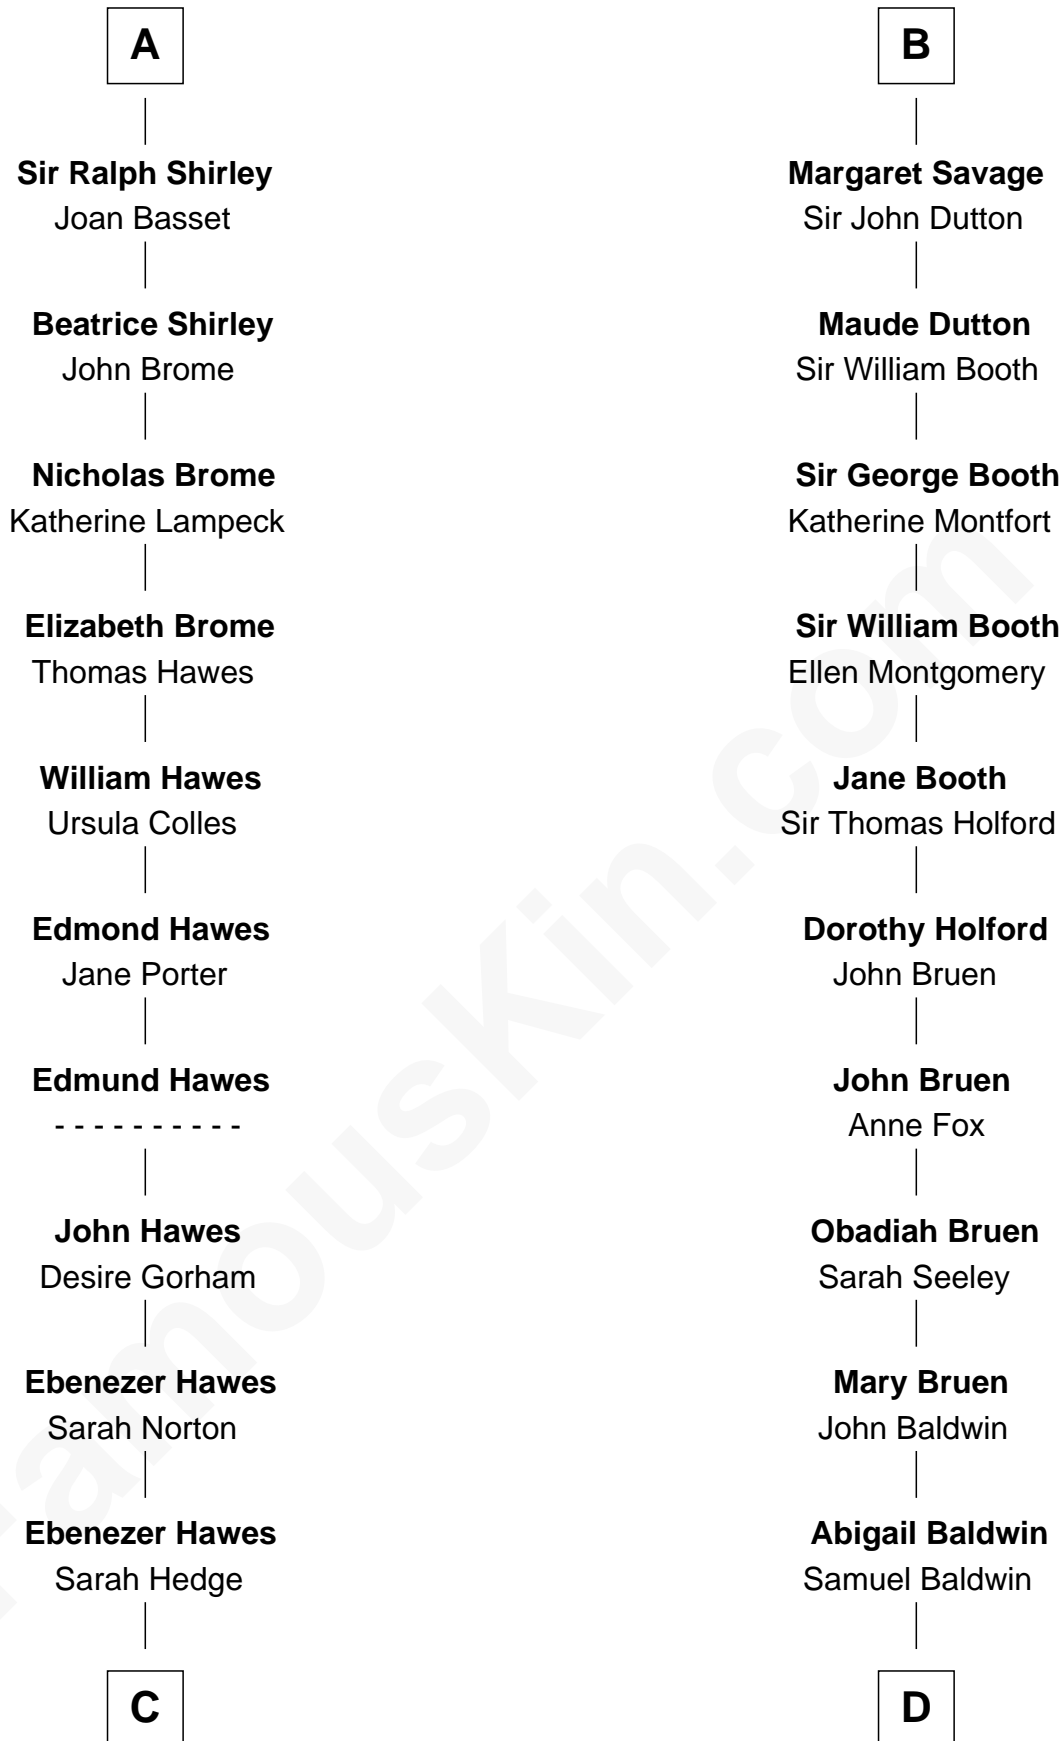 A
Sir Ralph Shirley
Joan Basset
Beatrice Shirley
John Brome
Nicholas Brome
Katherine Lampeck
Elizabeth Brome
Thomas Hawes
William Hawes
Ursula Colles
Edmond Hawes
Jane Porter
Edmund Hawes
- - - - - - - - - -
John Hawes
Desire Gorham
Ebenezer Hawes
Sarah Norton
Ebenezer Hawes
Sarah Hedge
C
B
Margaret Savage
Sir John Dutton
Maude Dutton
Sir William Booth
Sir George Booth
Katherine Montfort
Sir William Booth
Ellen Montgomery
Jane Booth
Sir Thomas Holford
Dorothy Holford
John Bruen
John Bruen
Anne Fox
Obadiah Bruen
Sarah Seeley
Mary Bruen
John Baldwin
Abigail Baldwin
Samuel Baldwin
D
FamousKin.com